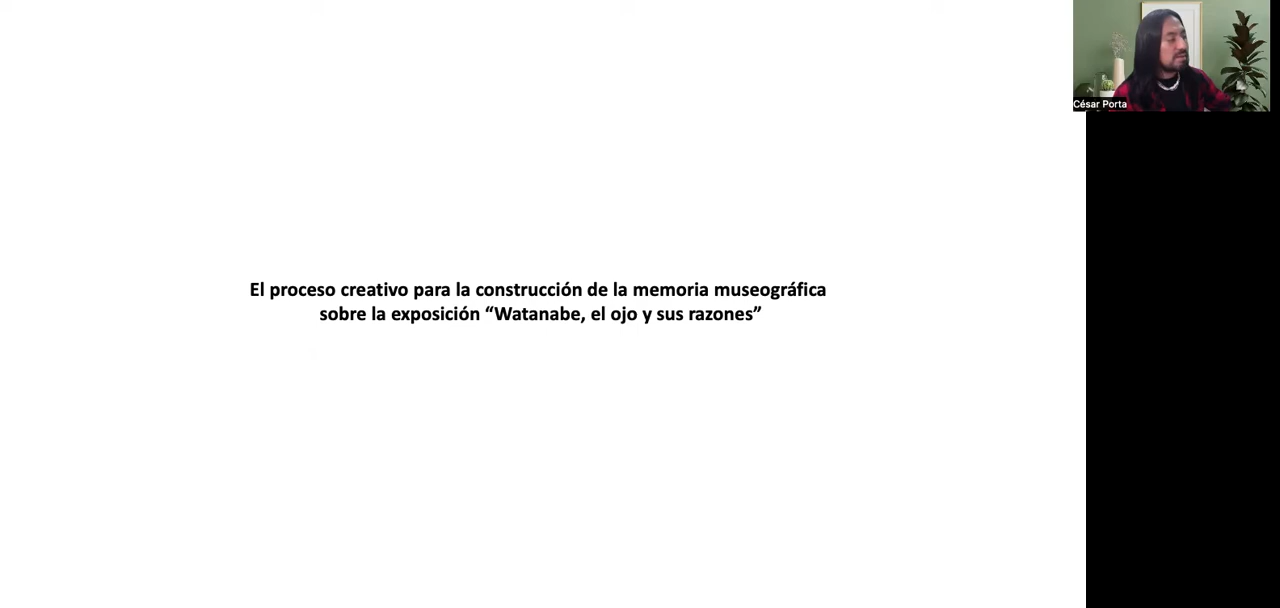 César Porta
El proceso creativo para la construcción de la memoria museográfica
sobre la exposición “Watanabe, el ojo y sus razones”